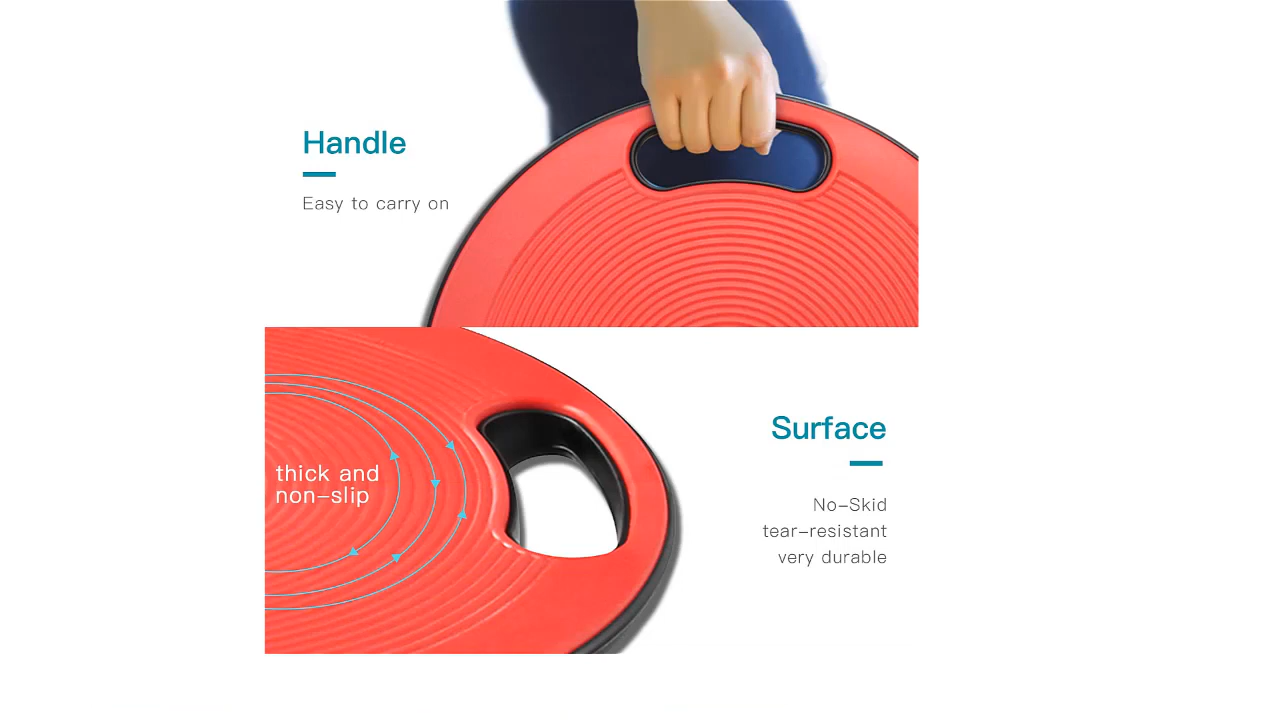 Handle
Easy to carry on
thick and
non-slip
Surface
No-Skid
tear-resistant
very durable